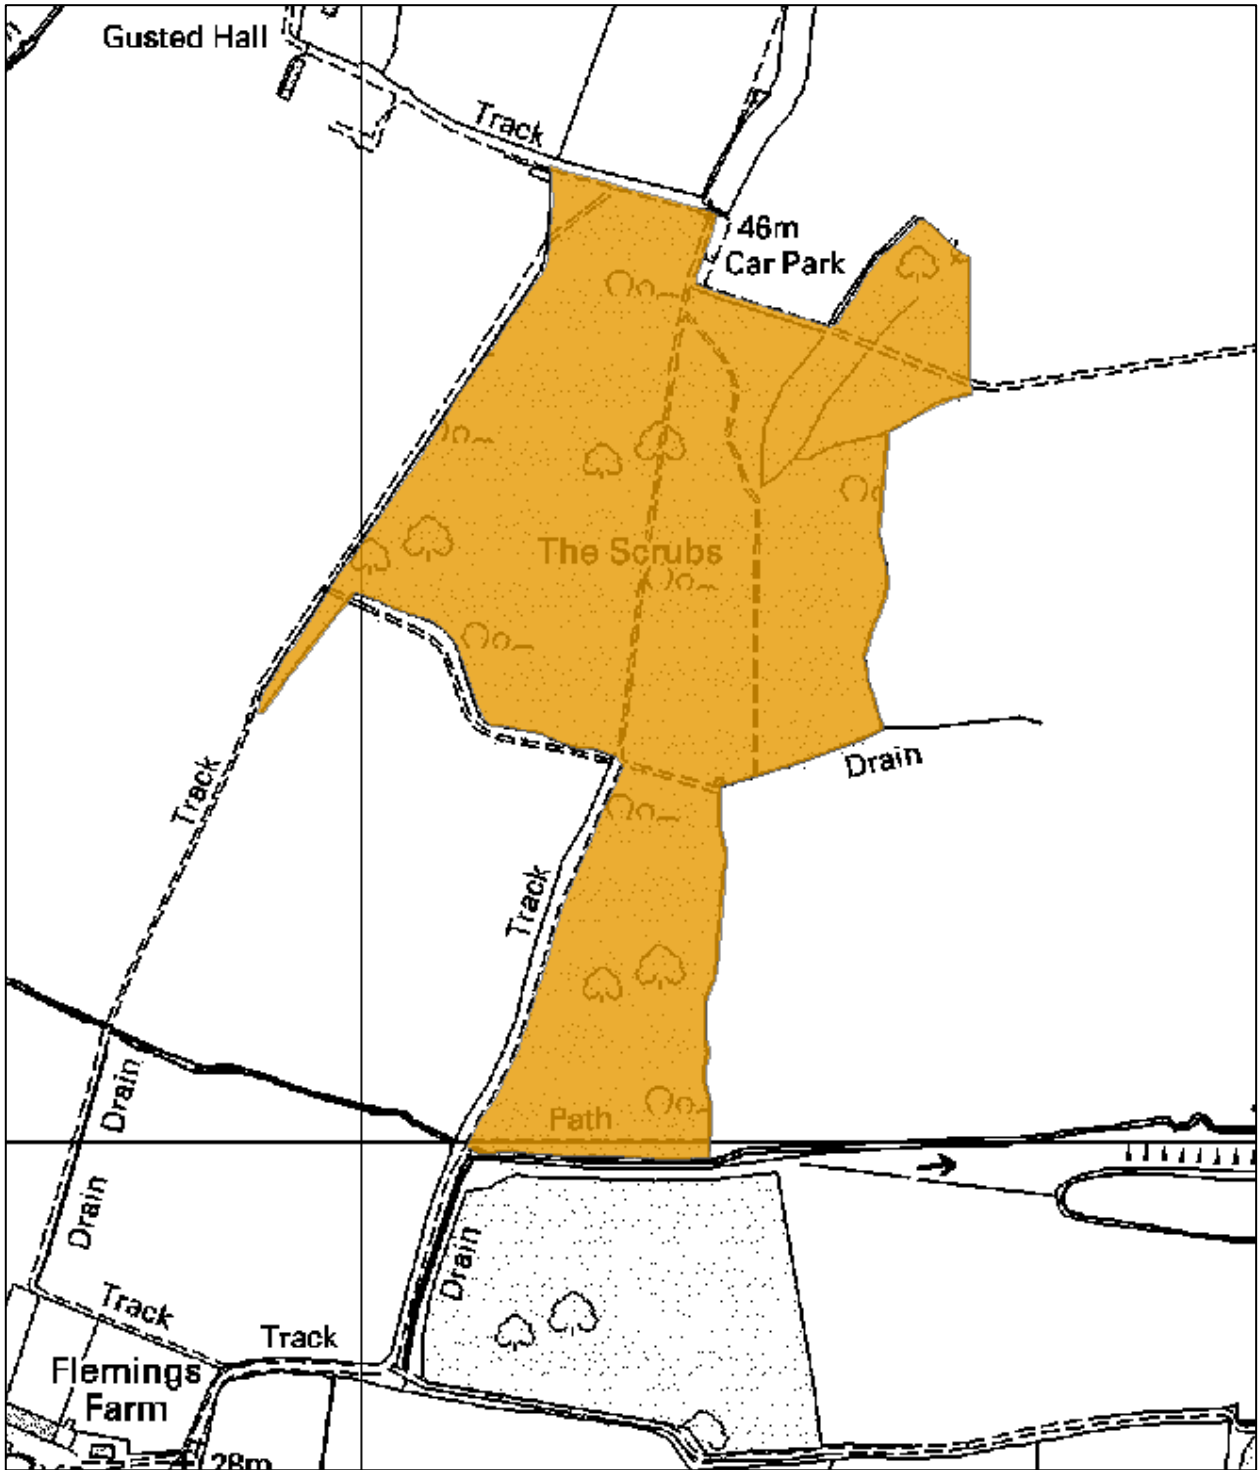 Gusted Hall
Track
46m
Car Park
The Scrubs
Drain
Track
Track
Path
Drain
Drain
Drain
Track
Track
Flemings
Farm
28m